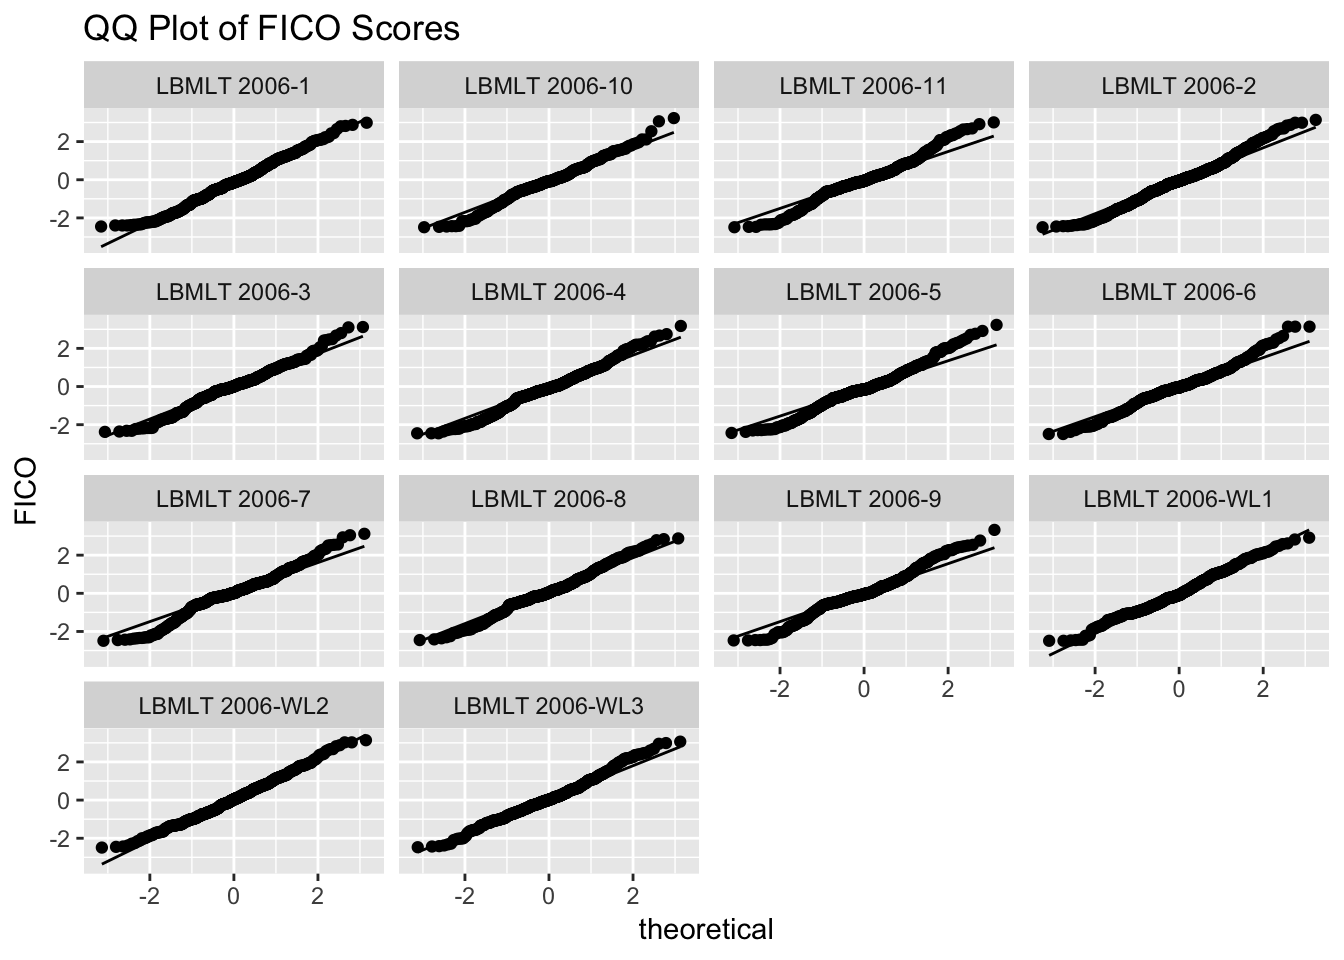 QQ Plot of FICO Scores
LBMLT 2006-1
LBMLT 2006-10
LBMLT 2006-11
LBMLT 2006-2
2
0
-2
LBMLT 2006-3
LBMLT 2006-4
LBMLT 2006-5
LBMLT 2006-6
2
0
-2
LBMLT 2006-7
LBMLT 2006-8
LBMLT 2006-9
LBMLT 2006-WL1
2
0
-2
-2 0 2
-2 0 2
LBMLT 2006-WL2
LBMLT 2006-WL3
2
0
-2
-2 0 2
-2 0 2
theoretical
FICO